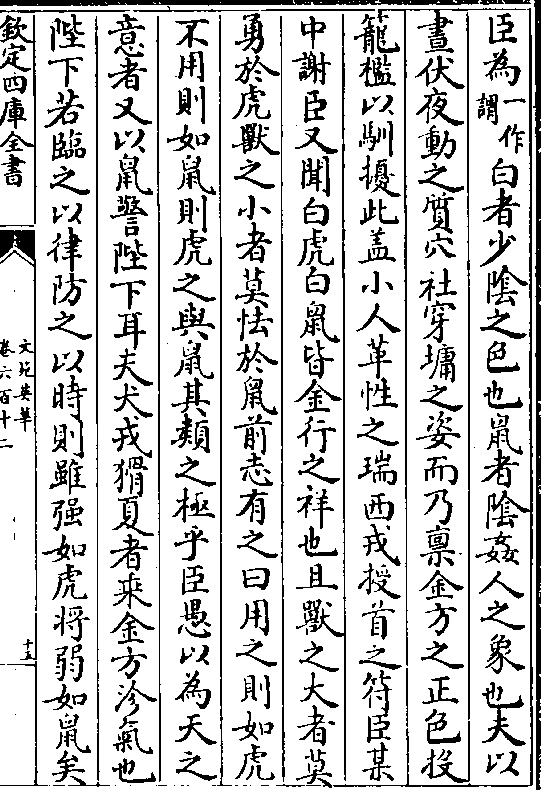 臣為一作謂白者少陰之色也鼠者陰姦人之象也夫以
晝伏夜動之質穴社穿墉之姿而乃稟金方之正色投
籠檻以馴擾此盖小人革性之瑞西戎授首之符臣某
中謝臣又聞白虎白鼠皆金行之祥也且獸之大者莫
勇於虎獸之小者莫怯於鼠前志有之曰用之則如虎
不用則如鼠則虎之與鼠其類之極乎臣愚以為天之
意者又以鼠警陛下耳夫犬戎猾夏者乘金方沴氣也
陛下若臨之以律防之以時則雖强如虎將弱如鼠矣
欽定四庫全書
文苑英華
卷六百十二
十五